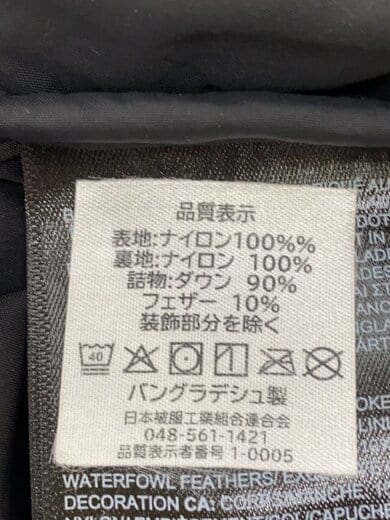 品質表示
表地:ナイロン100%%
裏地:ナイロン 100%
詰物:ダウン 90%
フェザー 10%
装飾部分を除く
40
バングラデシュ製
日本被服工業組合連合会
048-561-1421
品質表示者番号 1-0005
WATERFOWL FEATHERS/
DECORATION CA: